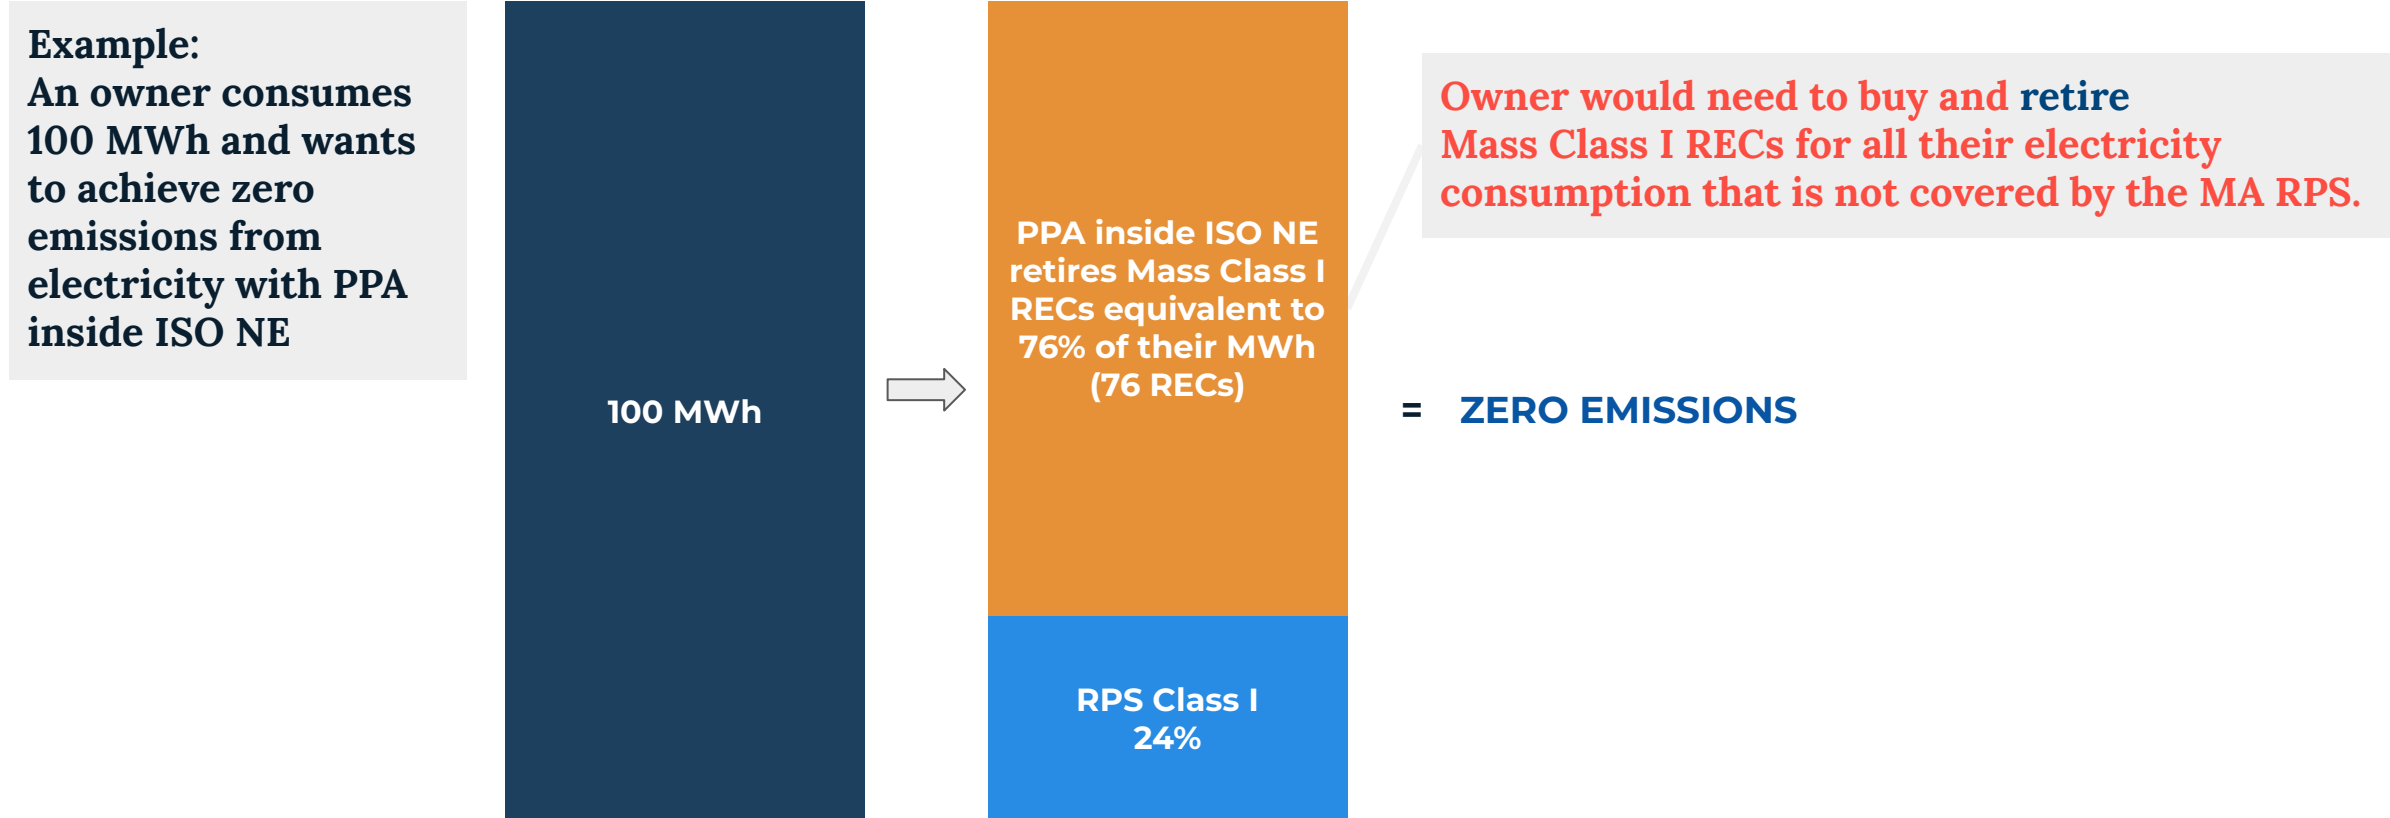 Example:
An owner consumes
100 MWh and wants
to achieve zero
emissions from
electricity with PPA
inside ISO NE
100 MWh
PPA inside ISO NE
retires Mass Class I
RECs equivalent to
76% of their MWh
(76 RECs)
RPS Class I
24%
Owner would need to buy and retire
Mass Class I RECs for all their electricity
consumption that is not covered by the MA RPS.
= ZERO EMISSIONS